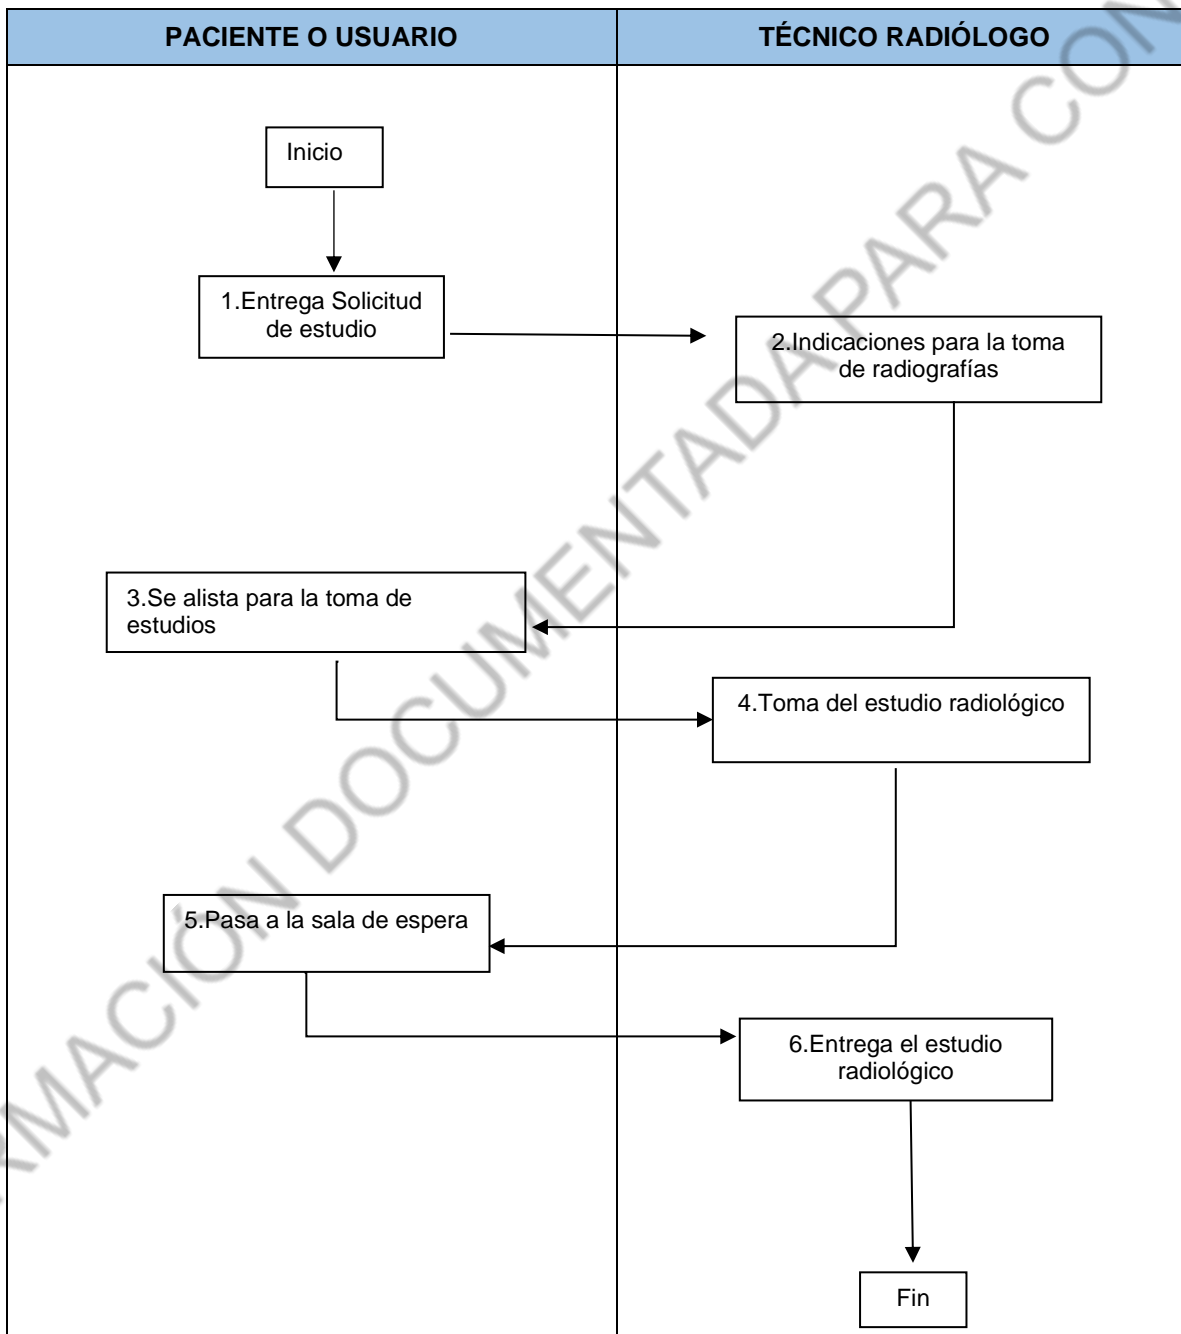 PACIENTE O USUARIO
TÉCNICO RADIÓLOGO
Inicio
1.Entrega Solicitud
de estudio
2.Indicaciones para la toma
de radiografías
3.Se alista para la toma de
estudios
4.Toma del estudio radiológico
5.Pasa a la sala de espera
6.Entrega el estudio
radiológico
Fin
RMACIÓN DOCUMENTADA PARA CON